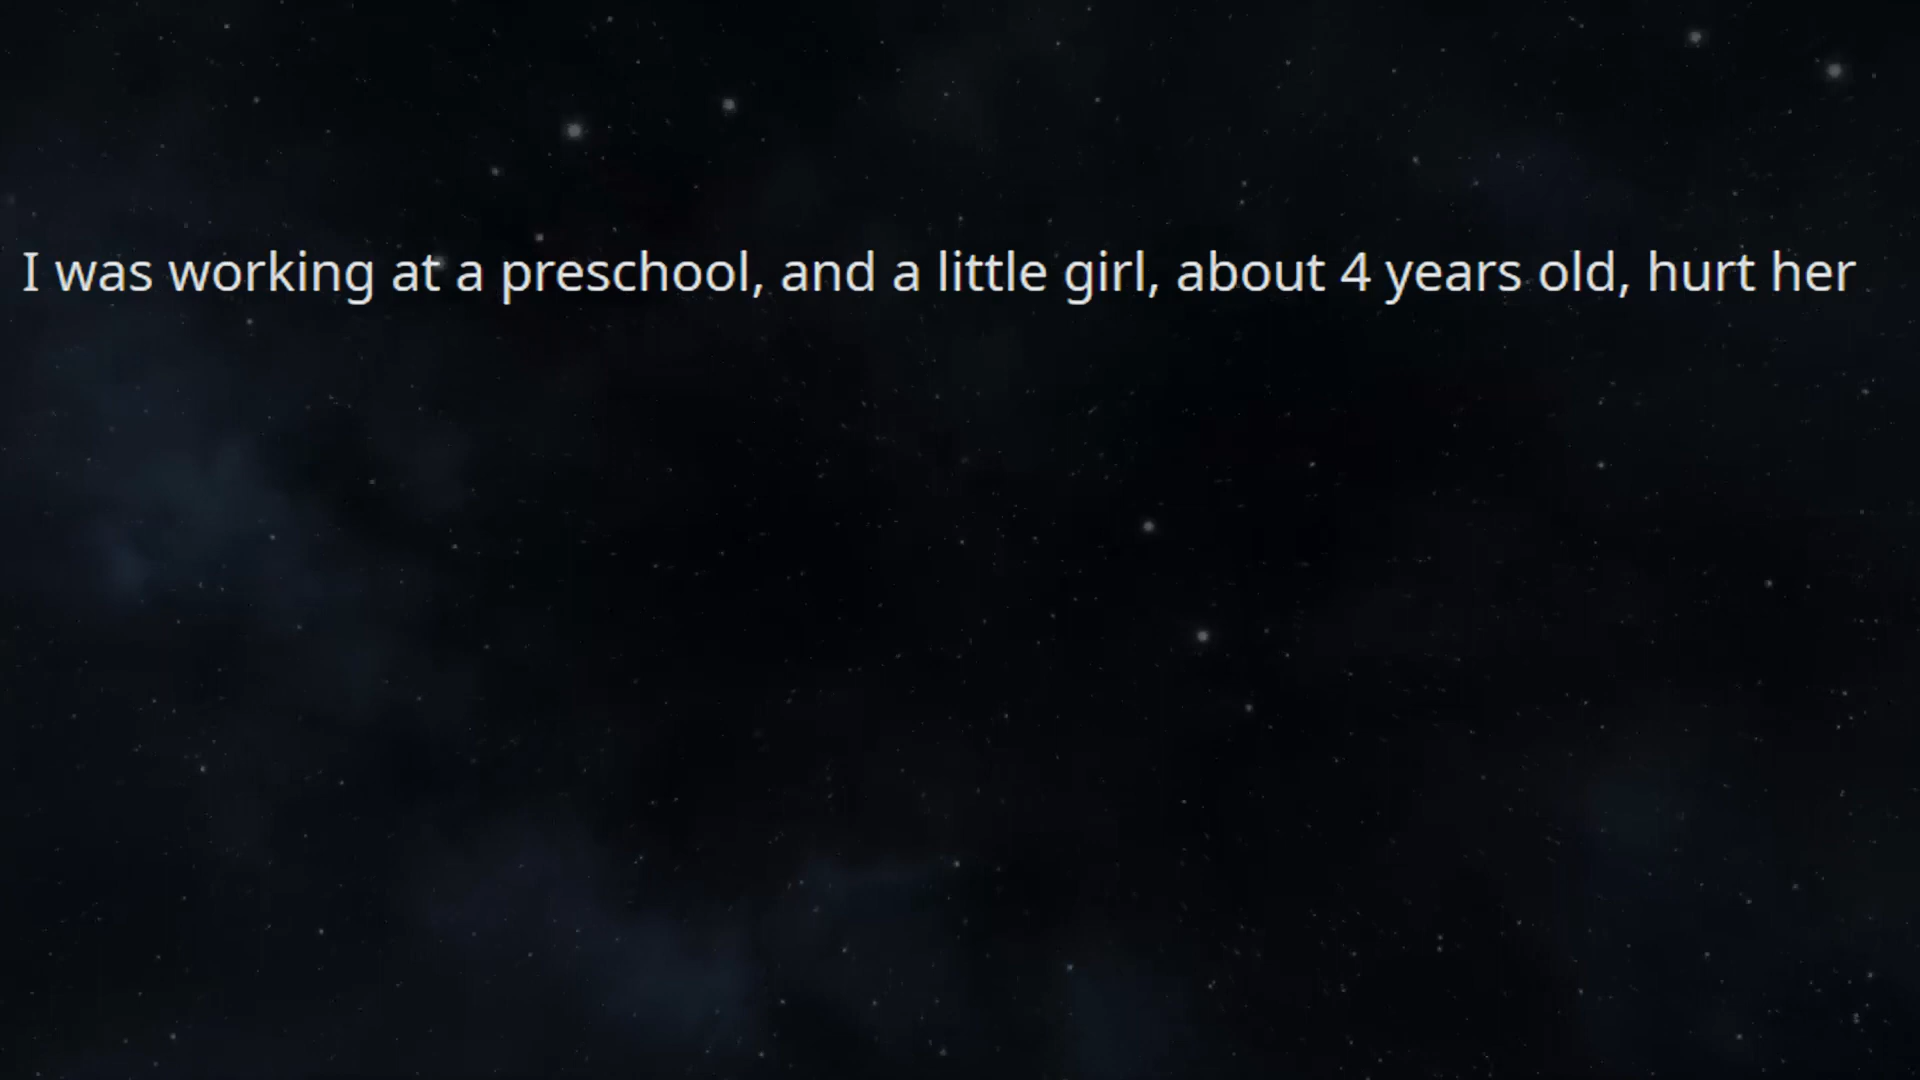 I was working at a preschool, and a little girl, about 4 years old, hurt her